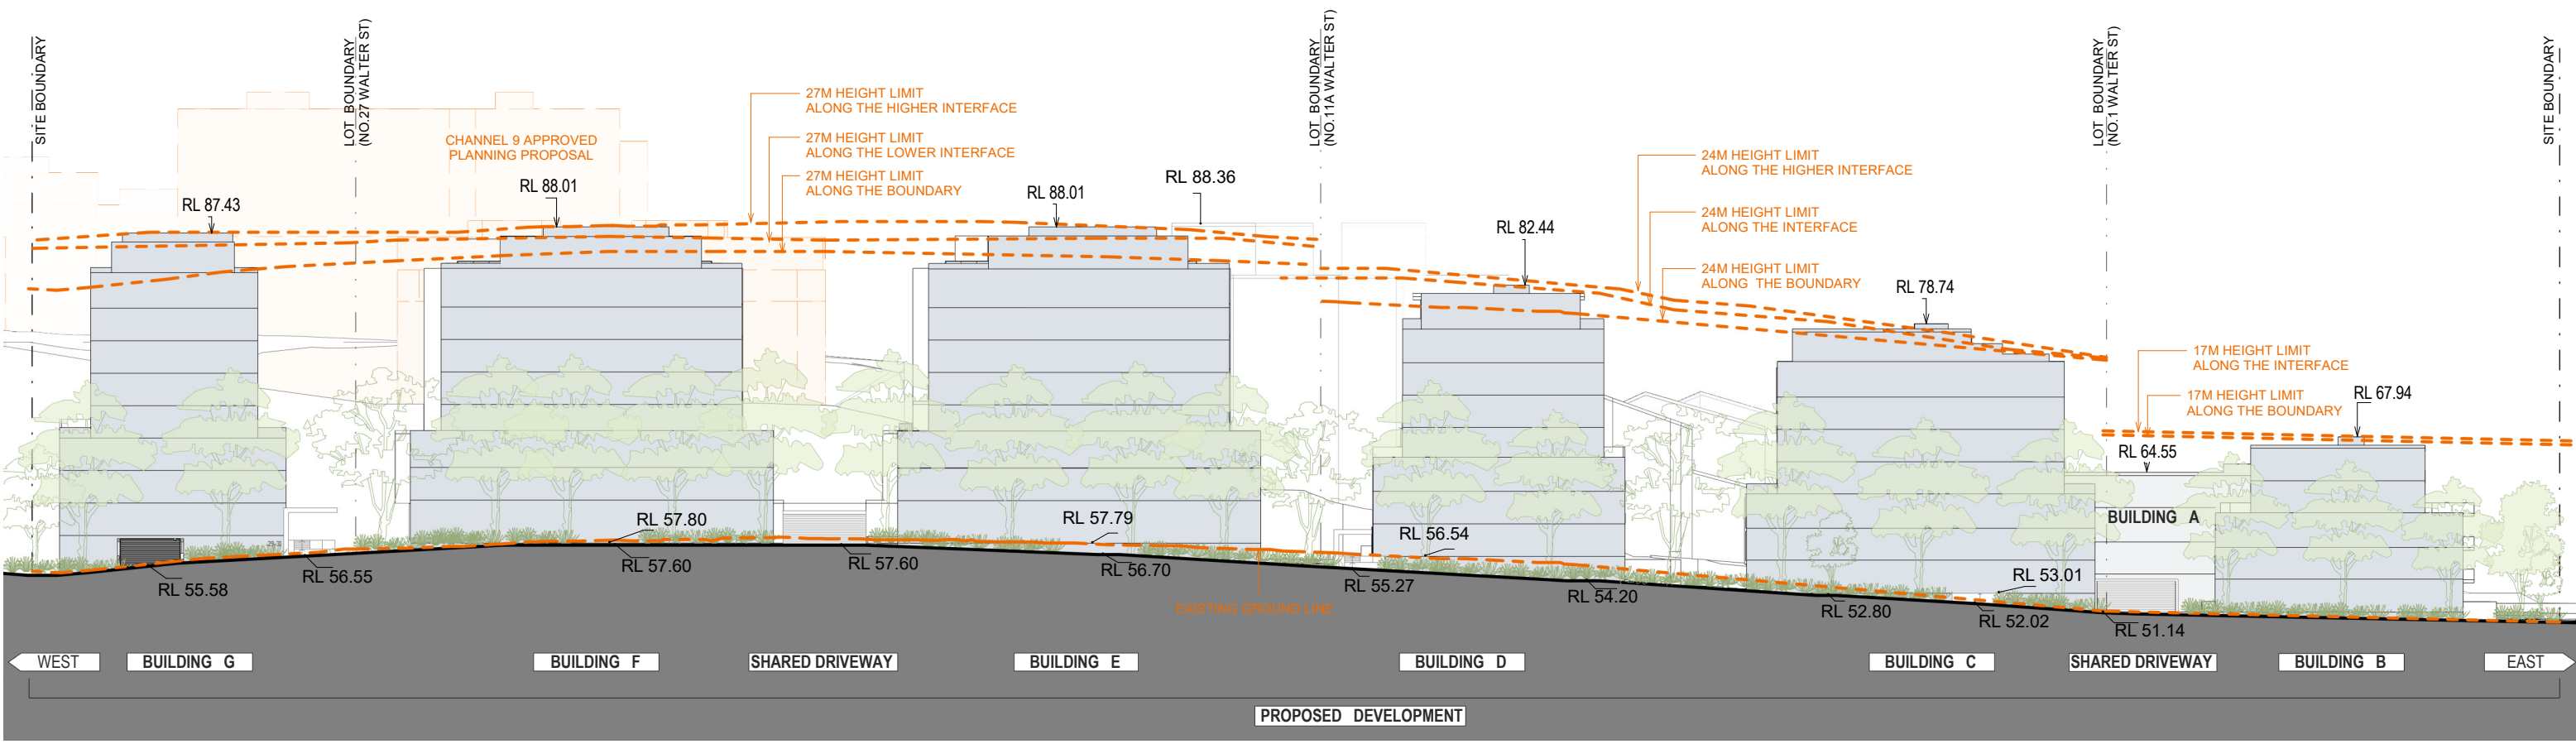 SITE BOUNDARY
LOT BOUNDARY
(NO.27 WALTER ST)
LOT BOUNDARY
(NO.11A WALTER ST)
LOT BOUNDARY
(NO.1 WALTER ST)
SITE BOUNDARY
27M HEIGHT LIMIT
ALONG THE HIGHER INTERFACE
27M HEIGHT LIMIT
ALONG THE LOWER INTERFACE
27M HEIGHT LIMIT
ALONG THE BOUNDARY
CHANNEL 9 APPROVED
PLANNING PROPOSAL
24M HEIGHT LIMIT
ALONG THE HIGHER INTERFACE
24M HEIGHT LIMIT
ALONG THE INTERFACE
24M HEIGHT LIMIT
ALONG THE BOUNDARY
17M HEIGHT LIMIT
ALONG THE INTERFACE
17M HEIGHT LIMIT
ALONG THE BOUNDARY
RL 87.43
RL 88.01
RL 88.01
RL 88.36
RL 82.44
RL 78.74
RL 67.94
RL 64.55
BUILDING A
RL 57.80
RL 57.79
RL 56.54
RL 53.01
RL 55.58
RL 56.55
RL 57.60
RL 57.60
RL 56.70
RL 55.27
RL 54.20
RL 52.80
RL 52.02
RL 51.14
EXISTING GROUND LINE
WEST
BUILDING G
BUILDING F
SHARED DRIVEWAY
BUILDING E
BUILDING D
BUILDING C
SHARED DRIVEWAY
BUILDING B
EAST
PROPOSED DEVELOPMENT